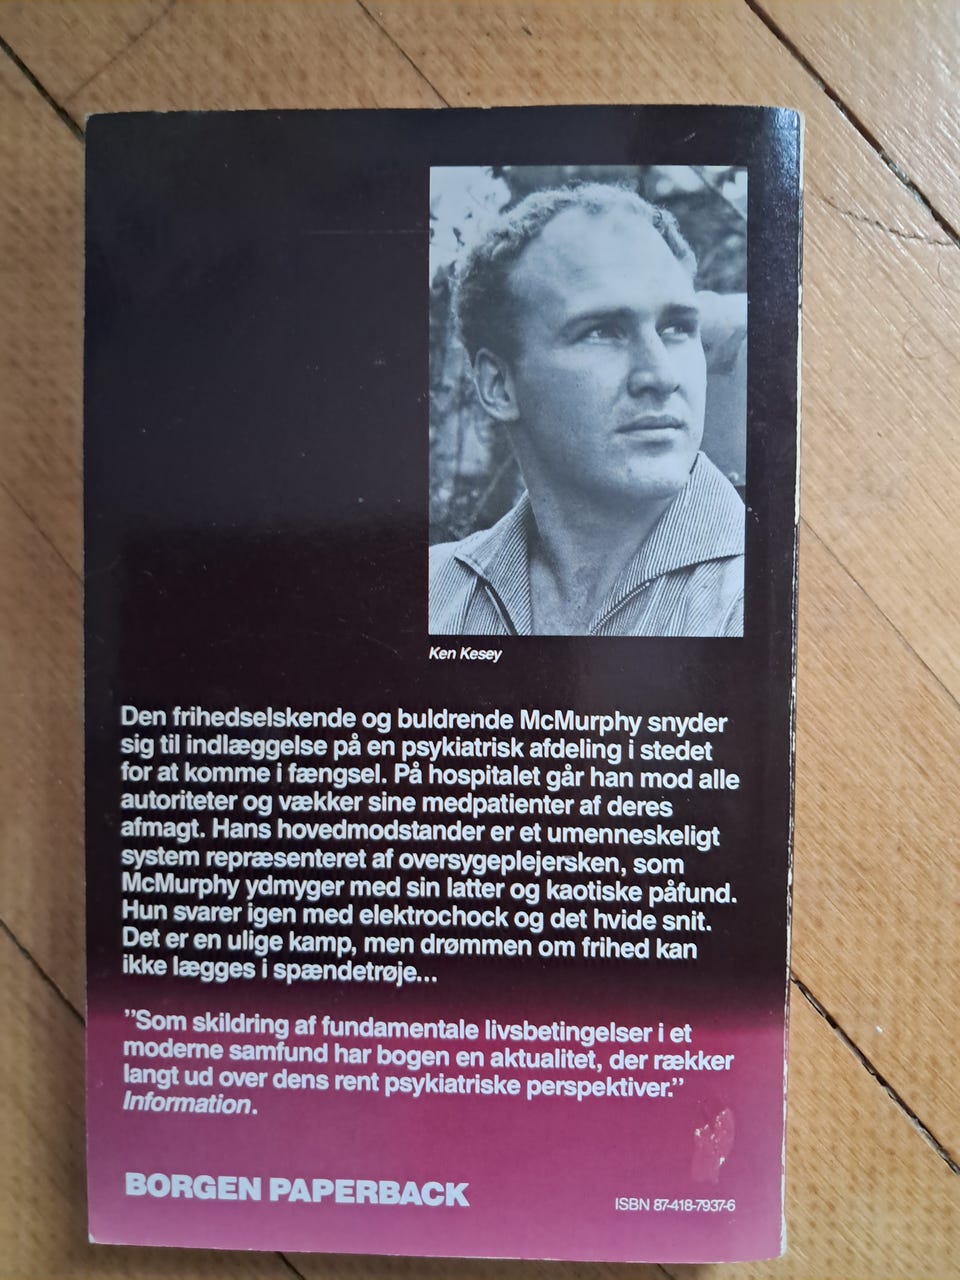 Ken Kesey
Den frihedselskende og buldrende McMurphy snyder
sig til indlæggelse på en psykiatrisk afdeling i stedet
for at komme i fængsel. På hospitalet går han mod alle
autoriteter og vækker sine medpatienter af deres
afmagt. Hans hovedmodstander er et umenneskeligt
system repræsenteret af oversygeplejersken, som
McMurphy ydmyger med sin latter og kaotiske påfund.
Hun svarer igen med elektrochock og det hvide snit.
Det er en ulige kamp, men drømmen om frihed kan
ikke lægges i spændetrøje...
”Som skildring af fundamentale livsbetingelser i et
moderne samfund har bogen en aktualitet, der rækker
langt ud over dens rent psykiatriske perspektiver.”
Information.
BORGEN PAPERBACK
ISBN 87-418-7937-6